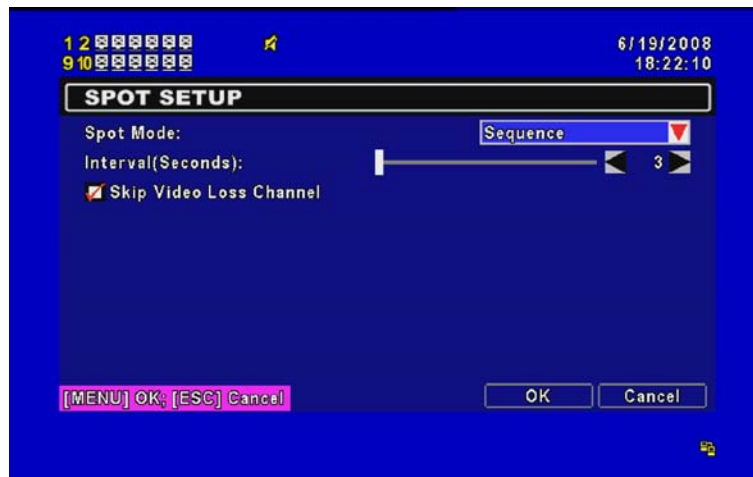 1 2 6/19/2008
9 10 18:22:10
SPOT SETUP
Spot Mode: Sequence
Interval(Seconds): 3
Skip Video Loss Channel
[MENU] OK; [ESC] Cancel OK Cancel